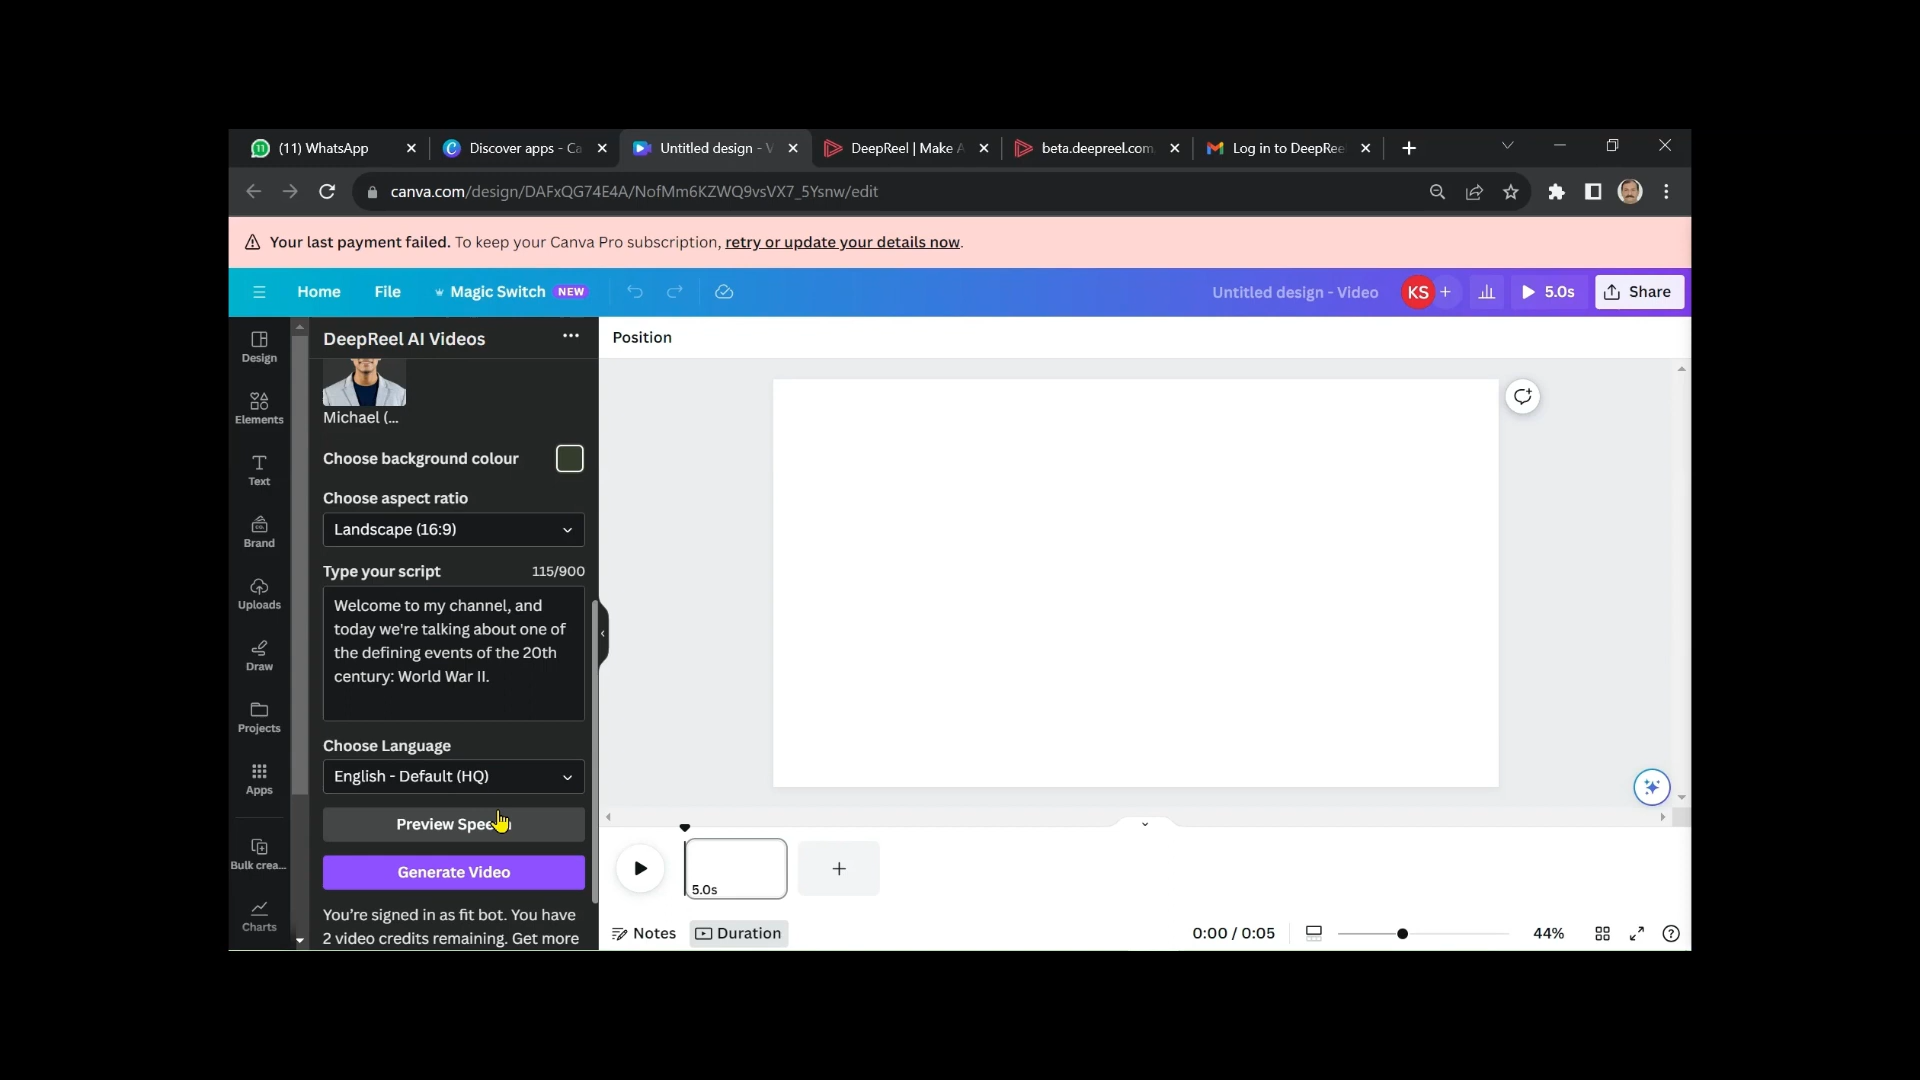 (11) WhatsApp
Discover apps - Ca
Untitled design - V
DeepReel | Make A
beta.deepreel.com
Log in to DeepRee
canva.com/design/DAFxQG74E4A/NofMm6KZWQ9vsVX7_5Ysnw/edit
Your last payment failed. To keep your Canva Pro subscription, retry or update your details now.
Home
File
Magic Switch NEW
Untitled design - Video
KS
5.0s
Share
Design
Elements
Text
Brand
Uploads
Draw
Projects
Apps
Bulk crea...
Charts
DeepReel AI Videos
Michael (...
Choose background colour
Choose aspect ratio
Landscape (16:9)
Type your script 115/900
Welcome to my channel, and
today we're talking about one of
the defining events of the 20th
century: World War II.
Choose Language
English - Default (HQ)
Preview Speech
Generate Video
You're signed in as fit bot. You have
2 video credits remaining. Get more
Position
5.0s
Notes
Duration
0:00 / 0:05
44%